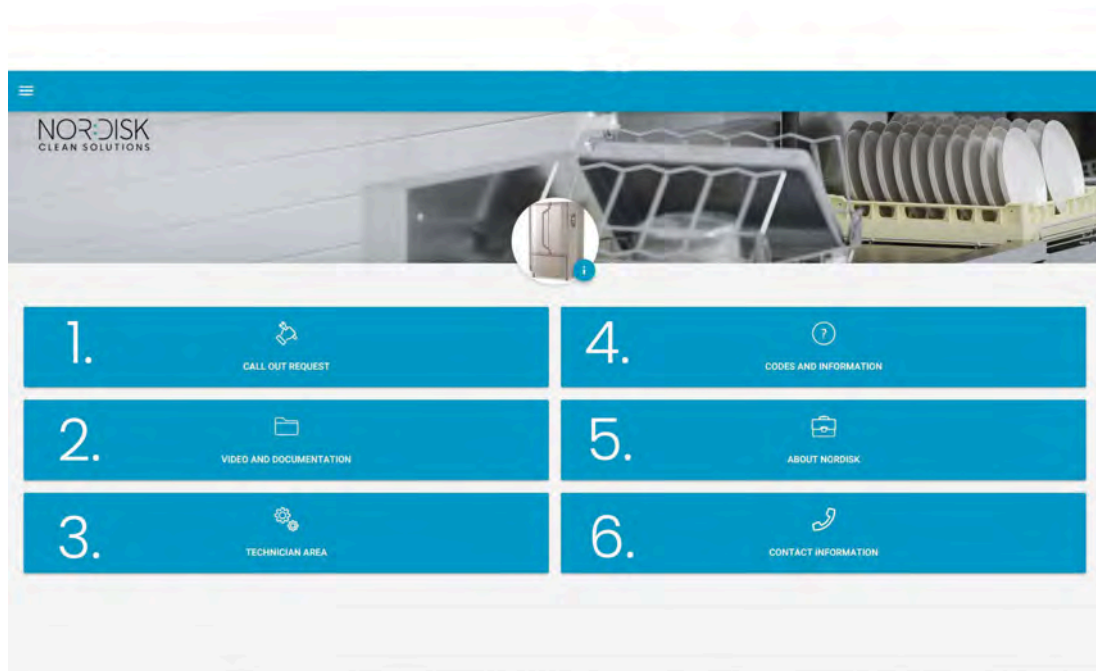 NORDISK
CLEAN SOLUTIONS
1.
CALL OUT REQUEST
2.
VIDEO AND DOCUMENTATION
3.
TECHNICIAN AREA
4.
?
CODES AND INFORMATION
5.
ABOUT NORDISK
6.
CONTACT INFORMATION